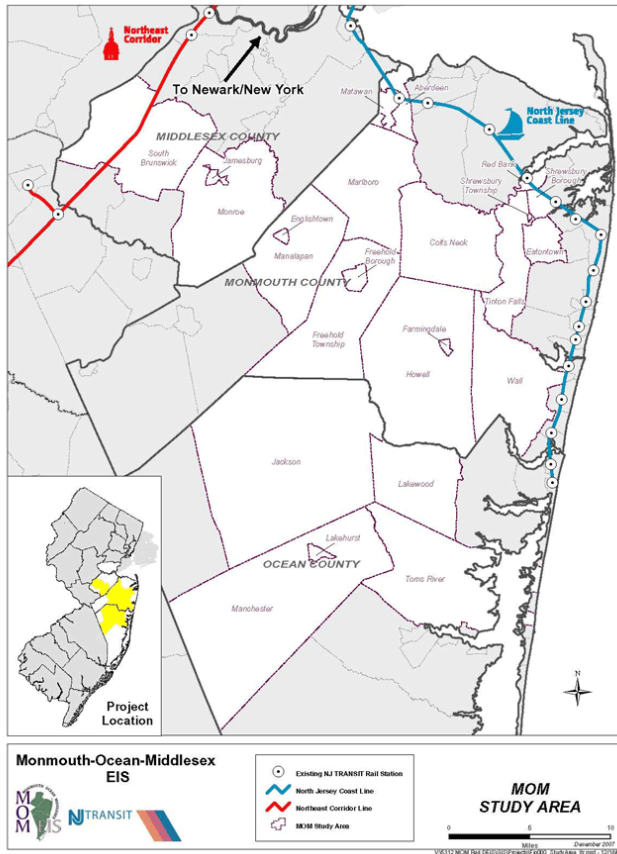 Northeast
Corridor
To Newark/New York
Matawan
Aberdeen
North Jersey
Coast Line
MIDDLESEX COUNTY
South
Brunswick
Jamesburg
Red Bank
Shrewsbury
Borough
Shrewsbury
Township
Marlboro
Monroe
Englishtown
Colts Neck
Eatontown
Manalapan
Freehold
Borough
MONMOUTH COUNTY
Tinton Falls
Freehold
Township
Farmingdale
Howell
Wall
Jackson
Lakewood
Lakehurst
OCEAN COUNTY
Toms River
Manchester
Project
Location
N
Monmouth-Ocean-Middlesex
EIS
MOM
EIS
NJ TRANSIT
Existing NJ TRANSIT Rail Station
North Jersey Coast Line
Northeast Corridor Line
MOM Study Area
MOM
STUDY AREA
0 5 10
Miles
December 2007